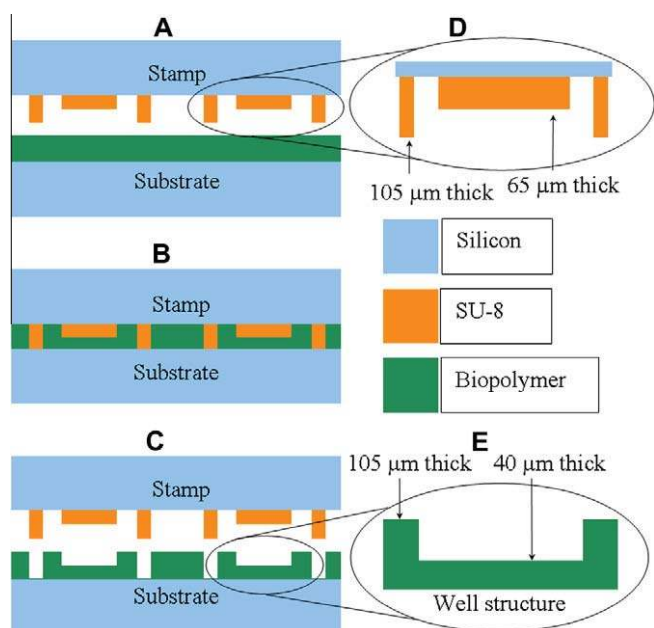 A
Stamp
Substrate
D
105 μm thick
65 μm thick
Silicon
SU-8
Biopolymer
B
Stamp
Substrate
C
Stamp
Substrate
E
105 μm thick
40 μm thick
Well structure